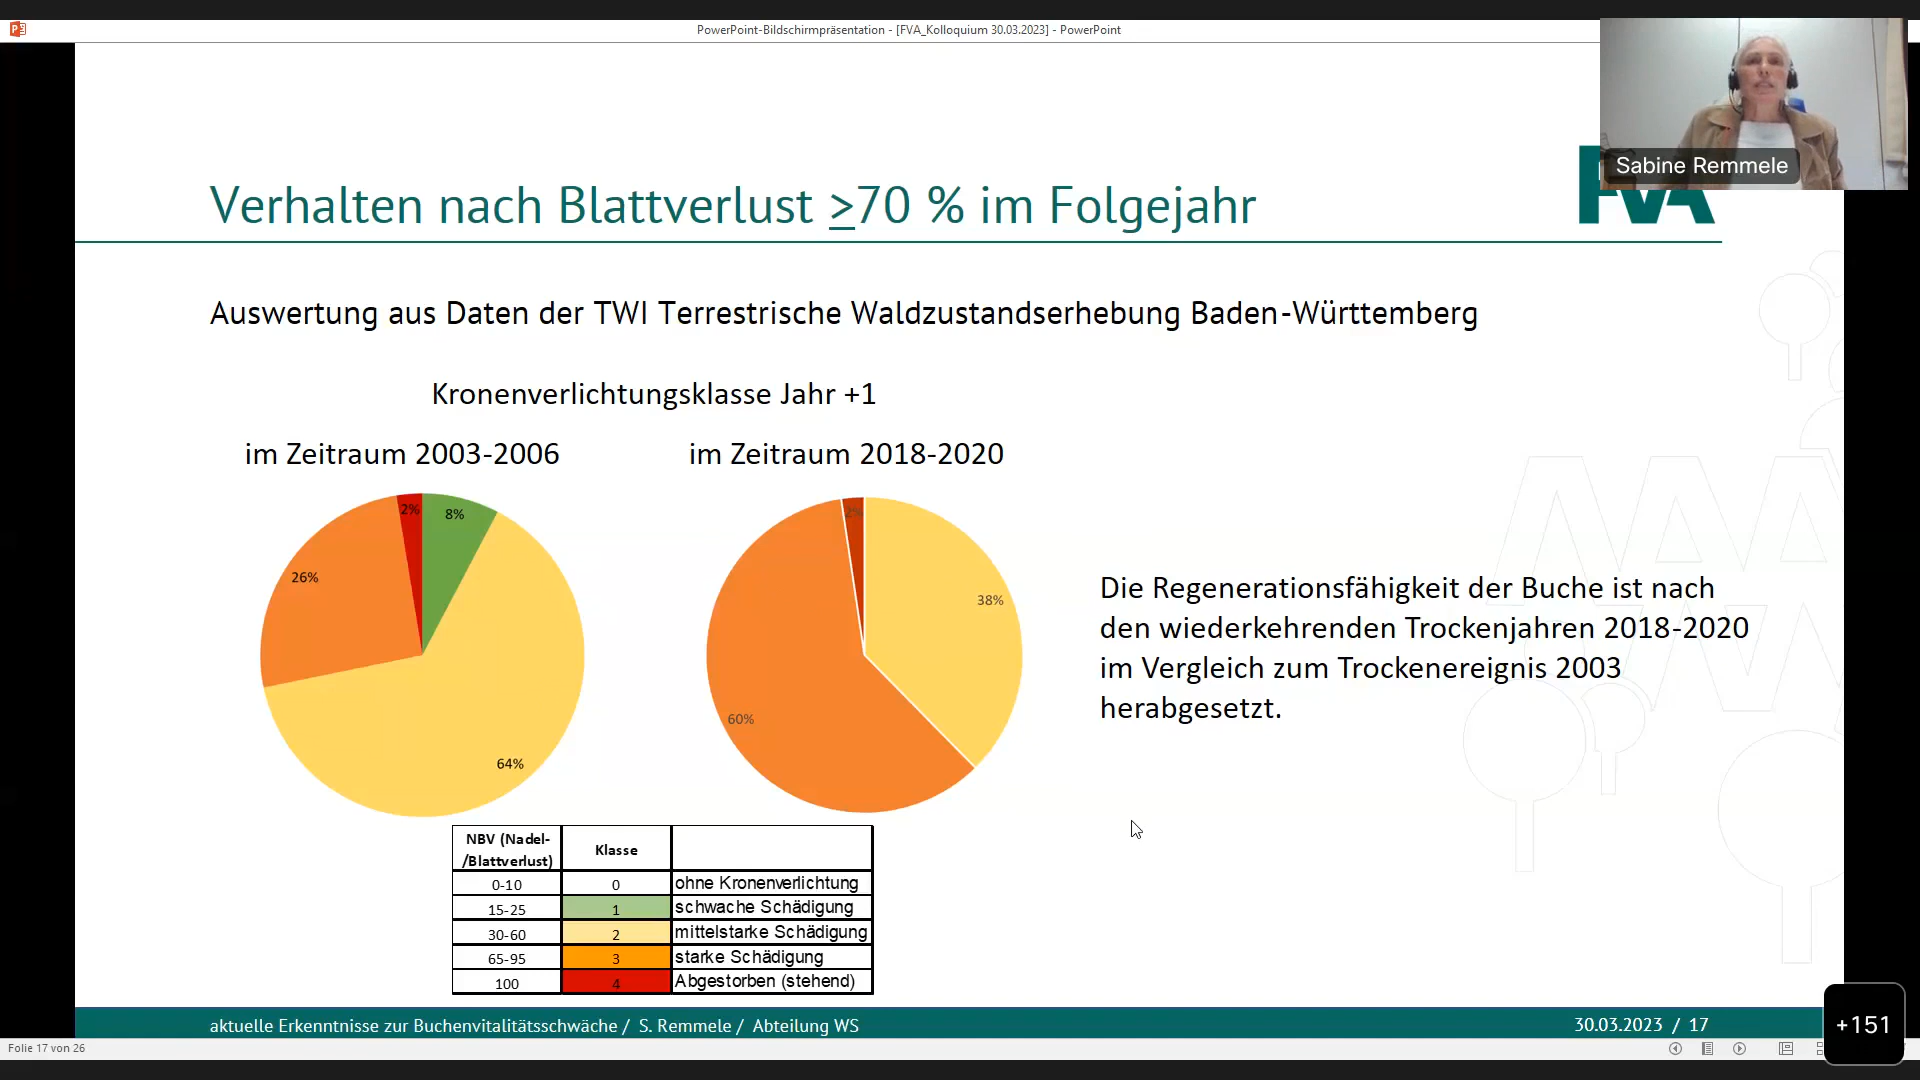 PowerPoint-Bildschirmpräsentation - [FVA_Kolloquium 30.03.2023] - PowerPoint
Sabine Remmele
FVA
Verhalten nach Blattverlust ≥70 % im Folgejahr
Auswertung aus Daten der TWI Terrestrische Waldzustandserhebung Baden-Württemberg
Kronenverlichtungsklasse Jahr +1
im Zeitraum 2003-2006
im Zeitraum 2018-2020
2%
8%
26%
64%
2%
38%
60%
Die Regenerationsfähigkeit der Buche ist nach
den wiederkehrenden Trockenjahren 2018-2020
im Vergleich zum Trockenereignis 2003
herabgesetzt.
NBV (Nadel-
/Blattverlust)
Klasse
0-10 0 ohne Kronenverlichtung
15-25 1 schwache Schädigung
30-60 2 mittelstarke Schädigung
65-95 3 starke Schädigung
100 4 Abgestorben (stehend)
aktuelle Erkenntnisse zur Buchenvitalitätsschwäche / S. Remmele / Abteilung WS
30.03.2023 / 17
+151
Folie 17 von 26